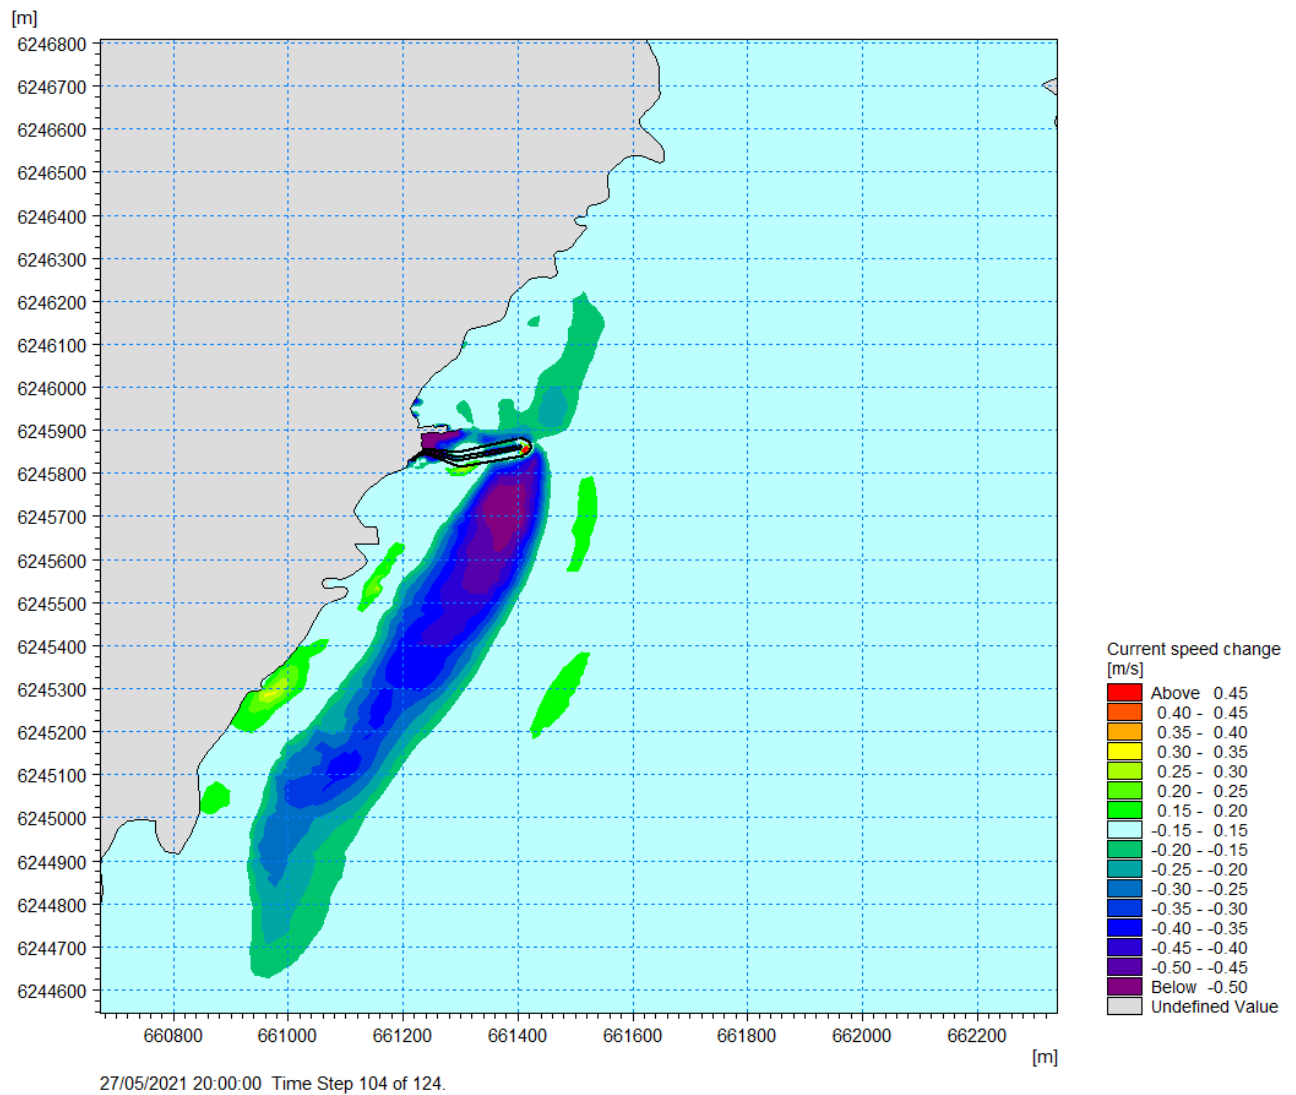 [m]
6246800
6246700
6246600
6246500
6246400
6246300
6246200
6246100
6246000
6245900
6245800
6245700
6245600
6245500
6245400
6245300
6245200
6245100
6245000
6244900
6244800
6244700
6244600
660800 661000 661200 661400 661600 661800 662000 662200
[m]
27/05/2021 20:00:00 Time Step 104 of 124.
Current speed change
[m/s]
Above 0.45
0.40 - 0.45
0.35 - 0.40
0.30 - 0.35
0.25 - 0.30
0.20 - 0.25
0.15 - 0.20
-0.15 - 0.15
-0.20 - -0.15
-0.25 - -0.20
-0.30 - -0.25
-0.35 - -0.30
-0.40 - -0.35
-0.45 - -0.40
-0.50 - -0.45
Below -0.50
Undefined Value